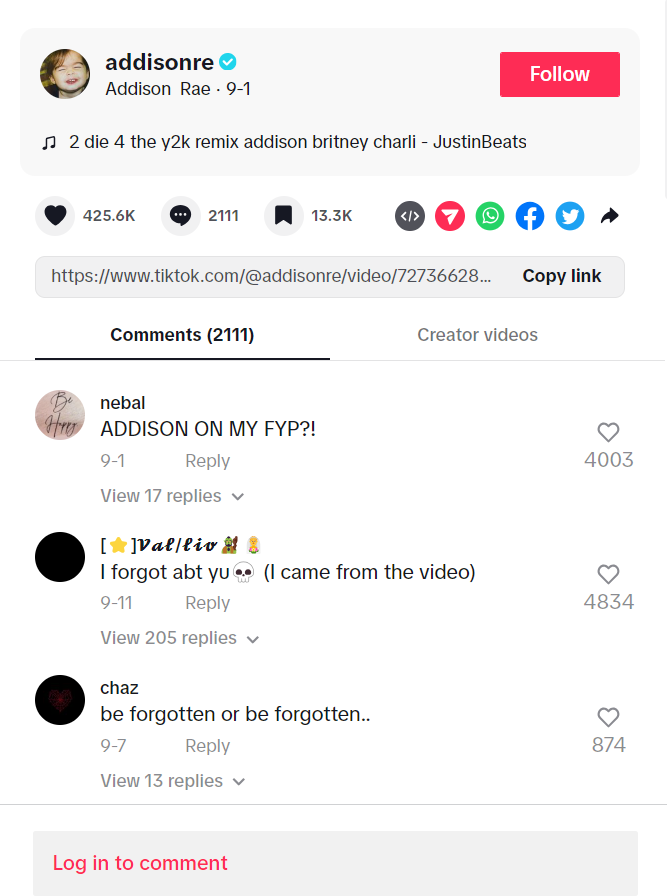 addisonre
Addison Rae · 9-1
Follow
2 die 4 the y2k remix addison britney charli - JustinBeats
425.6K
2111
13.3K
https://www.tiktok.com/@addisonre/video/72736628...
Copy link
Comments (2111)
Creator videos
Be
Happy
nebal
ADDISON ON MY FYP?!
9-1
Reply
4003
View 17 replies
[⭐]𝓥𝓪𝓵/𝓵𝓲𝓿
I forgot abt yu💀 (I came from the video)
9-11
Reply
4834
View 205 replies
chaz
be forgotten or be forgotten..
9-7
Reply
874
View 13 replies
Log in to comment